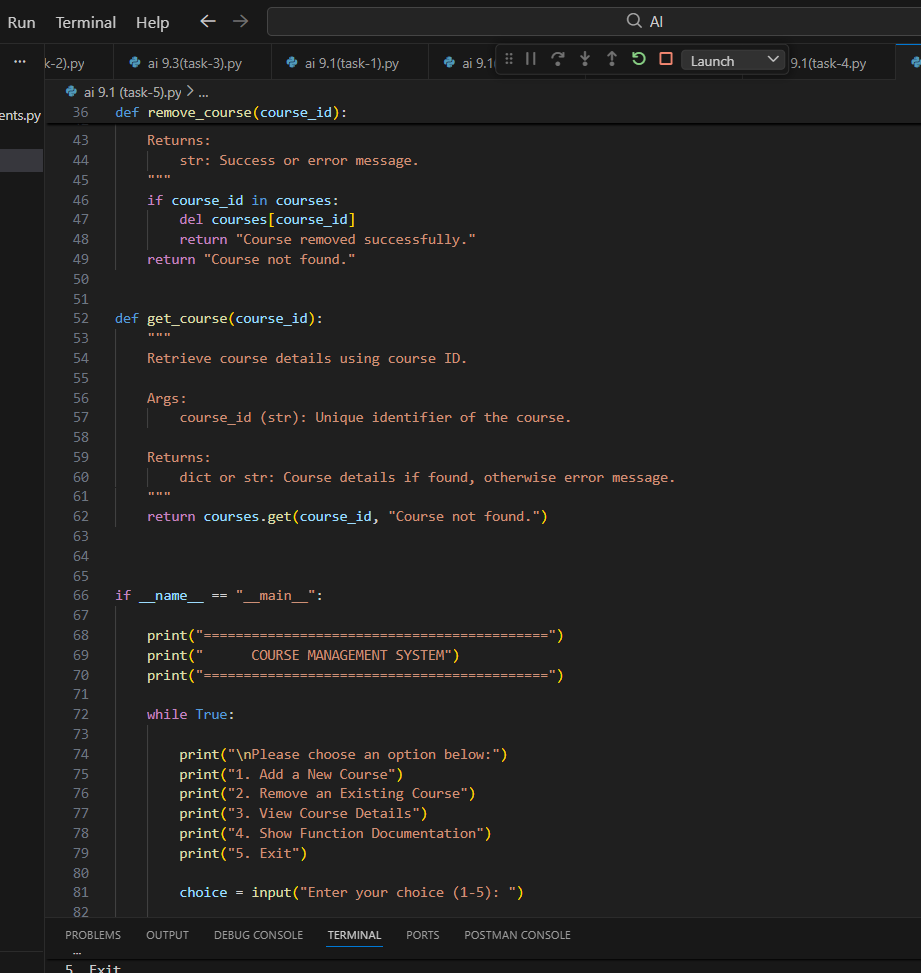 Run Terminal Help AI
k-2).py ai 9.3(task-3).py ai 9.1(task-1).py ai 9.1( Launch 9.1(task-4.py
ai 9.1 (task-5).py > ...
ents.py
36 def remove_course(course_id):
43 Returns:
44 str: Success or error message.
45 """
46 if course_id in courses:
47 del courses[course_id]
48 return "Course removed successfully."
49 return "Course not found."
50
51
52 def get_course(course_id):
53 """
54 Retrieve course details using course ID.
55
56 Args:
57 course_id (str): Unique identifier of the course.
58
59 Returns:
60 dict or str: Course details if found, otherwise error message.
61 """
62 return courses.get(course_id, "Course not found.")
63
64
65
66 if __name__ == "__main__":
67
68 print("===========================================")
69 print("      COURSE MANAGEMENT SYSTEM")
70 print("===========================================")
71
72 while True:
73
74 print("\nPlease choose an option below:")
75 print("1. Add a New Course")
76 print("2. Remove an Existing Course")
77 print("3. View Course Details")
78 print("4. Show Function Documentation")
79 print("5. Exit")
80
81 choice = input("Enter your choice (1-5): ")
82
PROBLEMS OUTPUT DEBUG CONSOLE TERMINAL PORTS POSTMAN CONSOLE
...
5. Exit